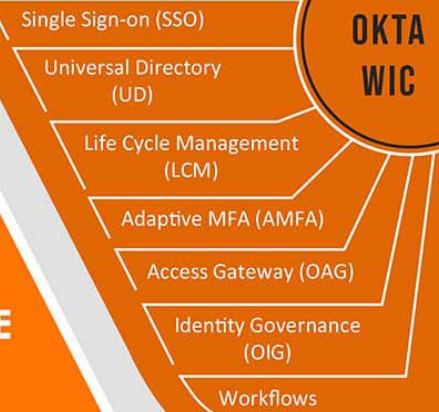 Single Sign-on (SSO)
OKTA
WIC
Universal Directory
(UD)
Life Cycle Management
(LCM)
Adaptive MFA (AMFA)
Access Gateway (OAG)
Identity Governance
(OIG)
E
Workflows